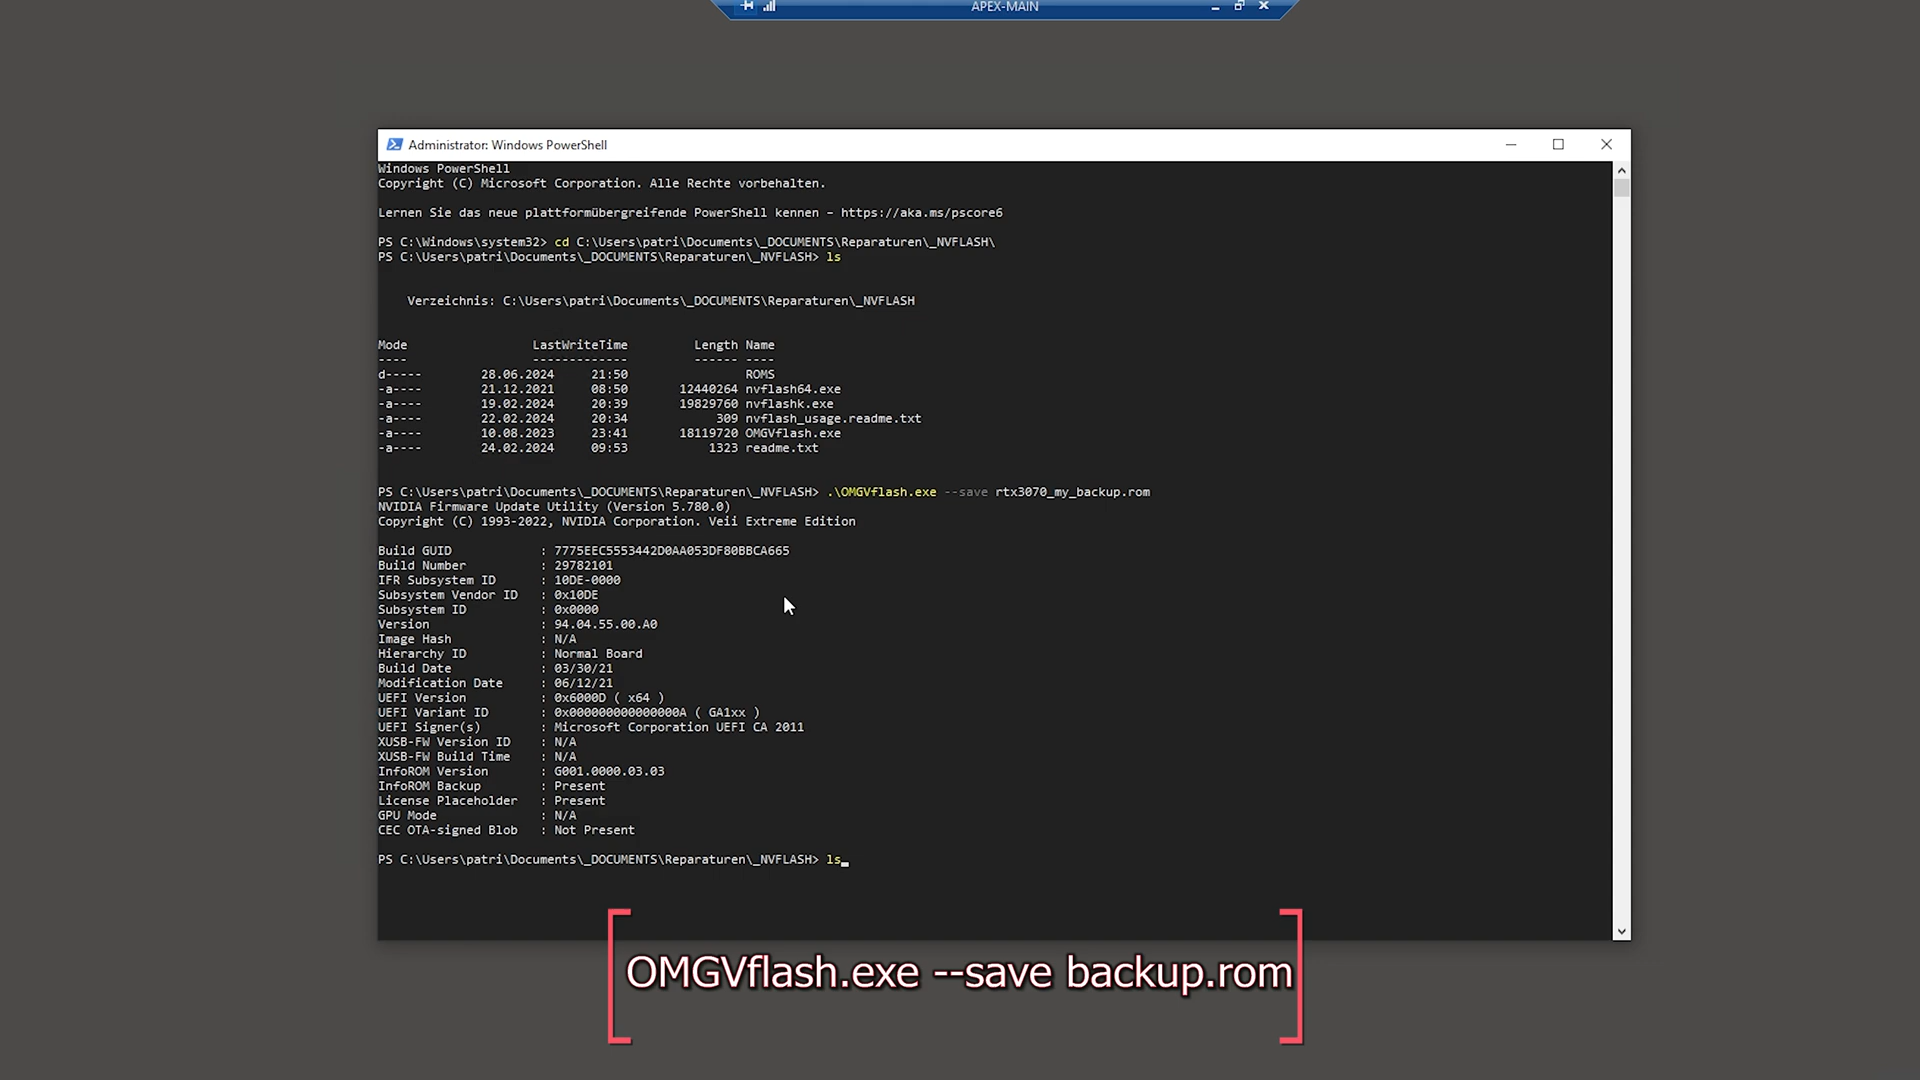 APEX-MAIN
Administrator: Windows PowerShell
Windows PowerShell
Copyright (C) Microsoft Corporation. Alle Rechte vorbehalten.
Lernen Sie das neue plattformübergreifende PowerShell kennen – https://aka.ms/pscore6
PS C:\Windows\system32> cd C:\Users\patri\Documents\_DOCUMENTS\Reparaturen\_NVFLASH\
PS C:\Users\patri\Documents\_DOCUMENTS\Reparaturen\_NVFLASH> ls
Verzeichnis: C:\Users\patri\Documents\_DOCUMENTS\Reparaturen\_NVFLASH
Mode LastWriteTime Length Name
---- ------------- ------ ----
d----- 28.06.2024 21:50 ROMS
-a---- 21.12.2021 08:50 12440264 nvflash64.exe
-a---- 19.02.2024 20:39 19829760 nvflashk.exe
-a---- 22.02.2024 20:34 309 nvflash_usage.readme.txt
-a---- 10.08.2023 23:41 18119720 OMGVflash.exe
-a---- 24.02.2024 09:53 1323 readme.txt
PS C:\Users\patri\Documents\_DOCUMENTS\Reparaturen\_NVFLASH> .\OMGVflash.exe --save rtx3070_my_backup.rom
NVIDIA Firmware Update Utility (Version 5.780.0)
Copyright (C) 1993-2022, NVIDIA Corporation. Veii Extreme Edition
Build GUID : 7775EEC5553442D0AA053DF80BBCA665
Build Number : 29782101
IFR Subsystem ID : 10DE-0000
Subsystem Vendor ID : 0x10DE
Subsystem ID : 0x0000
Version : 94.04.55.00.A0
Image Hash : N/A
Hierarchy ID : Normal Board
Build Date : 03/30/21
Modification Date : 06/12/21
UEFI Version : 0x6000D ( x64 )
UEFI Variant ID : 0x000000000000000A ( GA1xx )
UEFI Signer(s) : Microsoft Corporation UEFI CA 2011
XUSB-FW Version ID : N/A
XUSB-FW Build Time : N/A
InfoROM Version : G001.0000.03.03
InfoROM Backup : Present
License Placeholder : Present
GPU Mode : N/A
CEC OTA-signed Blob : Not Present
PS C:\Users\patri\Documents\_DOCUMENTS\Reparaturen\_NVFLASH> ls_
OMGVflash.exe --save backup.rom